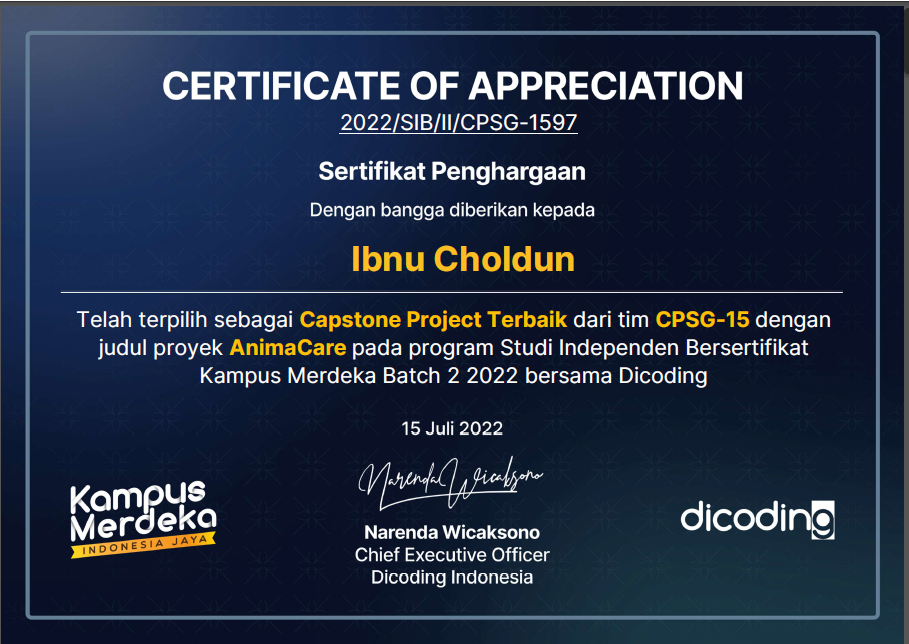 CERTIFICATE OF APPRECIATION
2022/SIB/II/CPSG-1597
Sertifikat Penghargaan
Dengan bangga diberikan kepada
Ibnu Choldun
Telah terpilih sebagai Capstone Project Terbaik dari tim CPSG-15 dengan
judul proyek AnimaCare pada program Studi Independen Bersertifikat
Kampus Merdeka Batch 2 2022 bersama Dicoding
15 Juli 2022
Narenda Wicaksono
Narenda Wicaksono
Chief Executive Officer
Dicoding Indonesia
Kampus
Merdeka
INDONESIA JAYA
dicoding